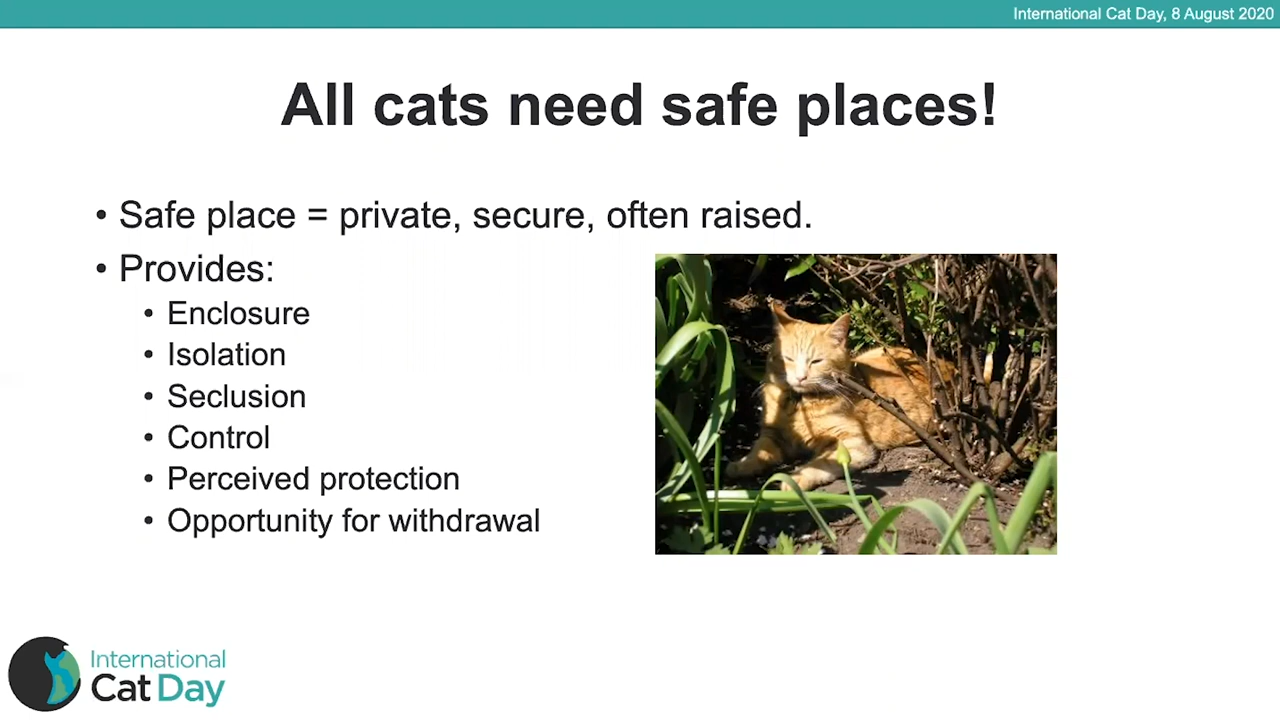 International Cat Day, 8 August 2020
All cats need safe places!
• Safe place = private, secure, often raised.
• Provides:
• Enclosure
• Isolation
• Seclusion
• Control
• Perceived protection
• Opportunity for withdrawal
International
Cat Day